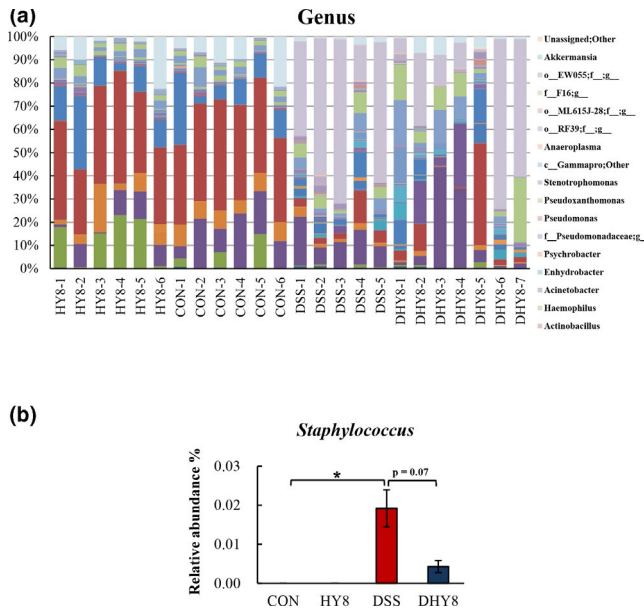 (a)
Genus
100%
90%
80%
70%
60%
50%
40%
30%
20%
10%
0%
HY8-1
HY8-2
HY8-3
HY8-4
HY8-5
HY8-6
CON-1
CON-2
CON-3
CON-4
CON-5
CON-6
DSS-1
DSS-2
DSS-3
DSS-4
DSS-5
DHY8-1
DHY8-2
DHY8-3
DHY8-4
DHY8-5
DHY8-6
DHY8-7
Unassigned;Other
Akkermansia
o__EW055;f__;g__
f__F16;g__
o__ML615J-28;f__;g__
o__RF39;f__;g__
Anaeroplasma
c__Gammapro;Other
Stenotrophomonas
Pseudoxanthomonas
Pseudomonas
f__Pseudomonadaceae;g__
Psychrobacter
Enhydrobacter
Acinetobacter
Haemophilus
Actinobacillus
(b)
Staphylococcus
Relative abundance %
0.03
0.02
0.01
0.00
*
p = 0.07
CON
HY8
DSS
DHY8